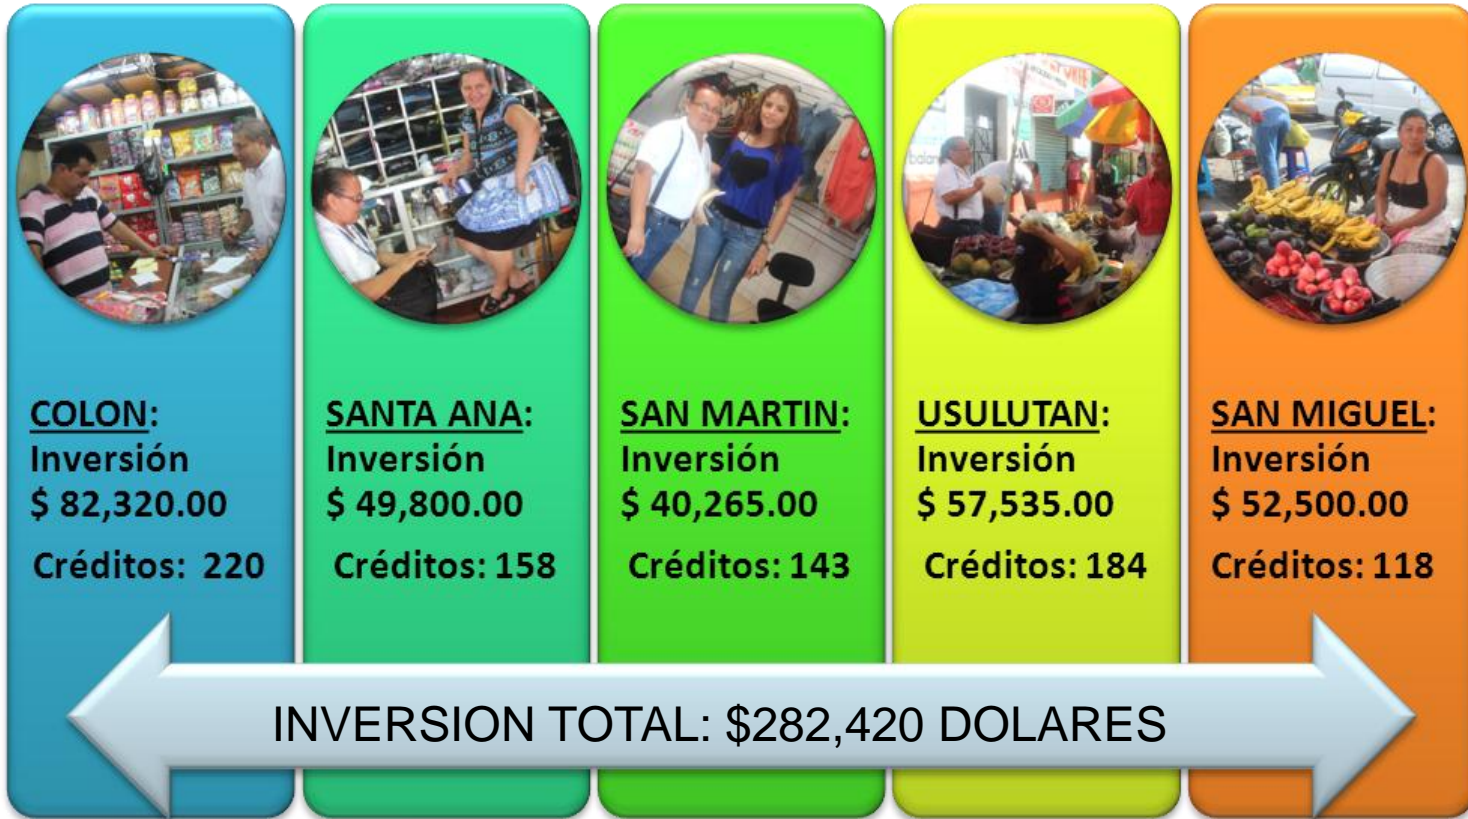 COLON:
Inversión
$ 82,320.00
Créditos: 220
SANTA ANA:
Inversión
$ 49,800.00
Créditos: 158
SAN MARTIN:
Inversión
$ 40,265.00
Créditos: 143
USULUTAN:
Inversión
$ 57,535.00
Créditos: 184
SAN MIGUEL:
Inversión
$ 52,500.00
Créditos: 118
INVERSION TOTAL: $282,420 DOLARES